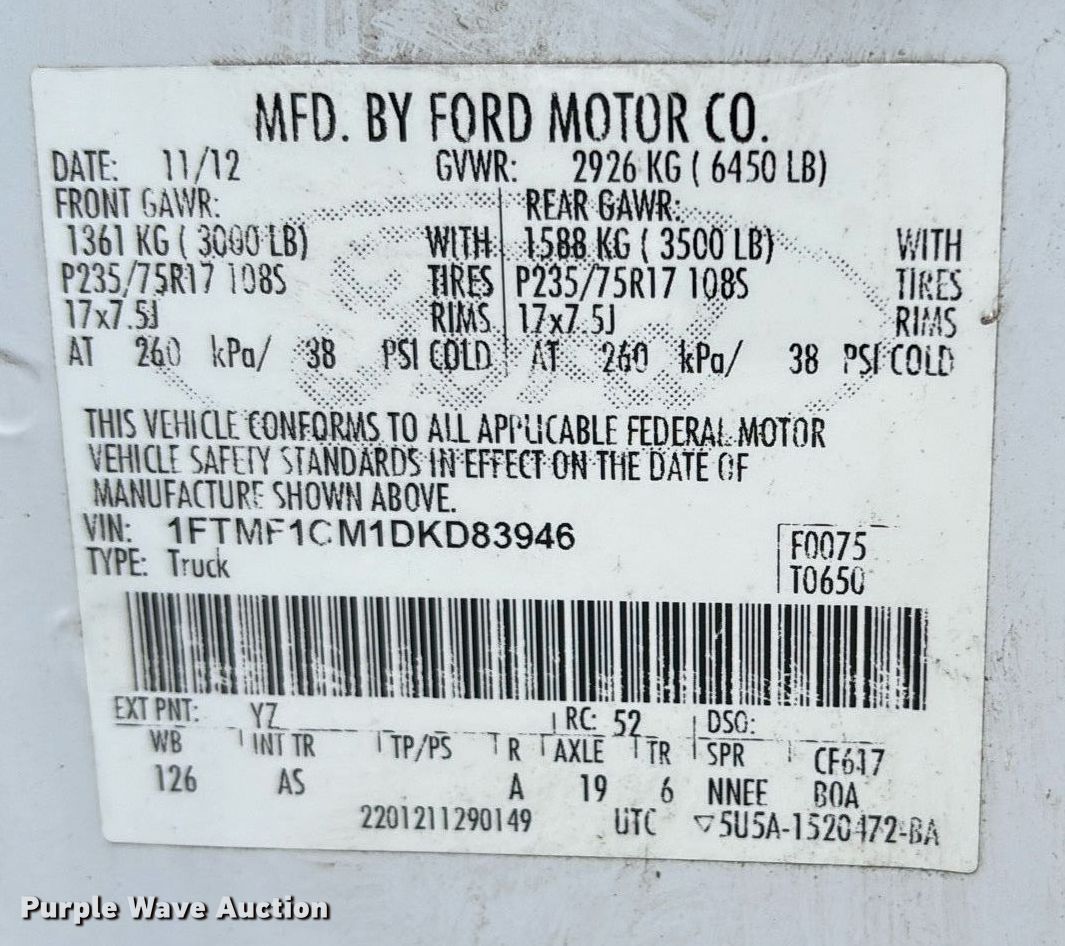 MFD. BY FORD MOTOR CO.
DATE: 11/12 GVWR: 2926 KG ( 6450 LB)
FRONT GAWR: REAR GAWR:
1361 KG ( 3000 LB) WITH 1588 KG ( 3500 LB) WITH
P235/75R17 108S TIRES P235/75R17 108S TIRES
17x7.5J RIMS 17x7.5J RIMS
AT 260 kPa/ 38 PSI COLD AT 260 kPa/ 38 PSI COLD
THIS VEHICLE CONFORMS TO ALL APPLICABLE FEDERAL MOTOR
VEHICLE SAFETY STANDARDS IN EFFECT ON THE DATE OF
MANUFACTURE SHOWN ABOVE.
VIN: 1FTMF1CM1DKD83946
TYPE: Truck
F0075
T0650
EXT PNT: YZ RC: 52 DSO:
WB INT TR TP/PS R AXLE TR SPR CF617
126 AS A 19 6 NNEE BOA
2201211290149 UTC ▽5U5A-1520472-BA
Purple Wave Auction